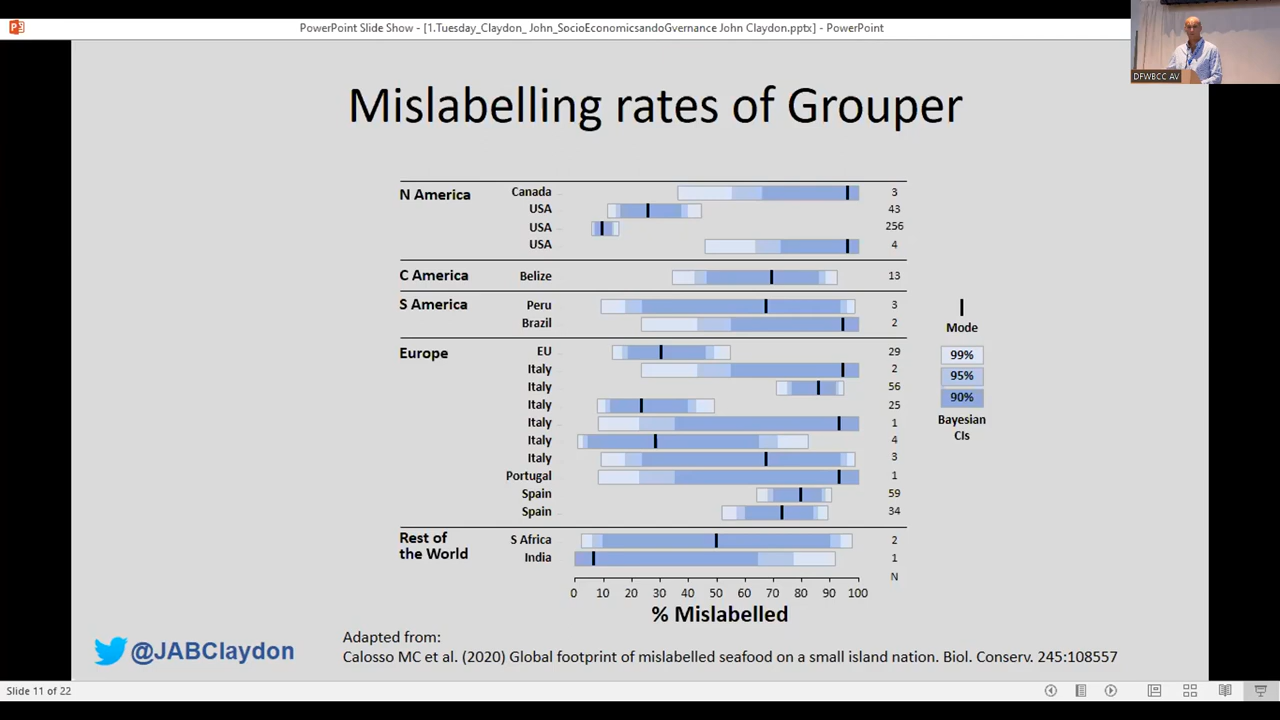 PowerPoint Slide Show - [1.Tuesday_Claydon_ John_SocioEconomicsandoGvernance John Claydon.pptx] - PowerPoint
DFWBCC AV
Mislabelling rates of Grouper
N America Canada 3
USA 43
USA 256
USA 4
C America Belize 13
S America Peru 3
Brazil 2
Europe EU 29
Italy 2
Italy 56
Italy 25
Italy 1
Italy 4
Italy 3
Portugal 1
Spain 59
Spain 34
Rest of
the World
S Africa 2
India 1
N
0 10 20 30 40 50 60 70 80 90 100
% Mislabelled
Mode
99%
95%
90%
Bayesian
CIs
@JABClaydon
Adapted from:
Calosso MC et al. (2020) Global footprint of mislabelled seafood on a small island nation. Biol. Conserv. 245:108557
Slide 11 of 22